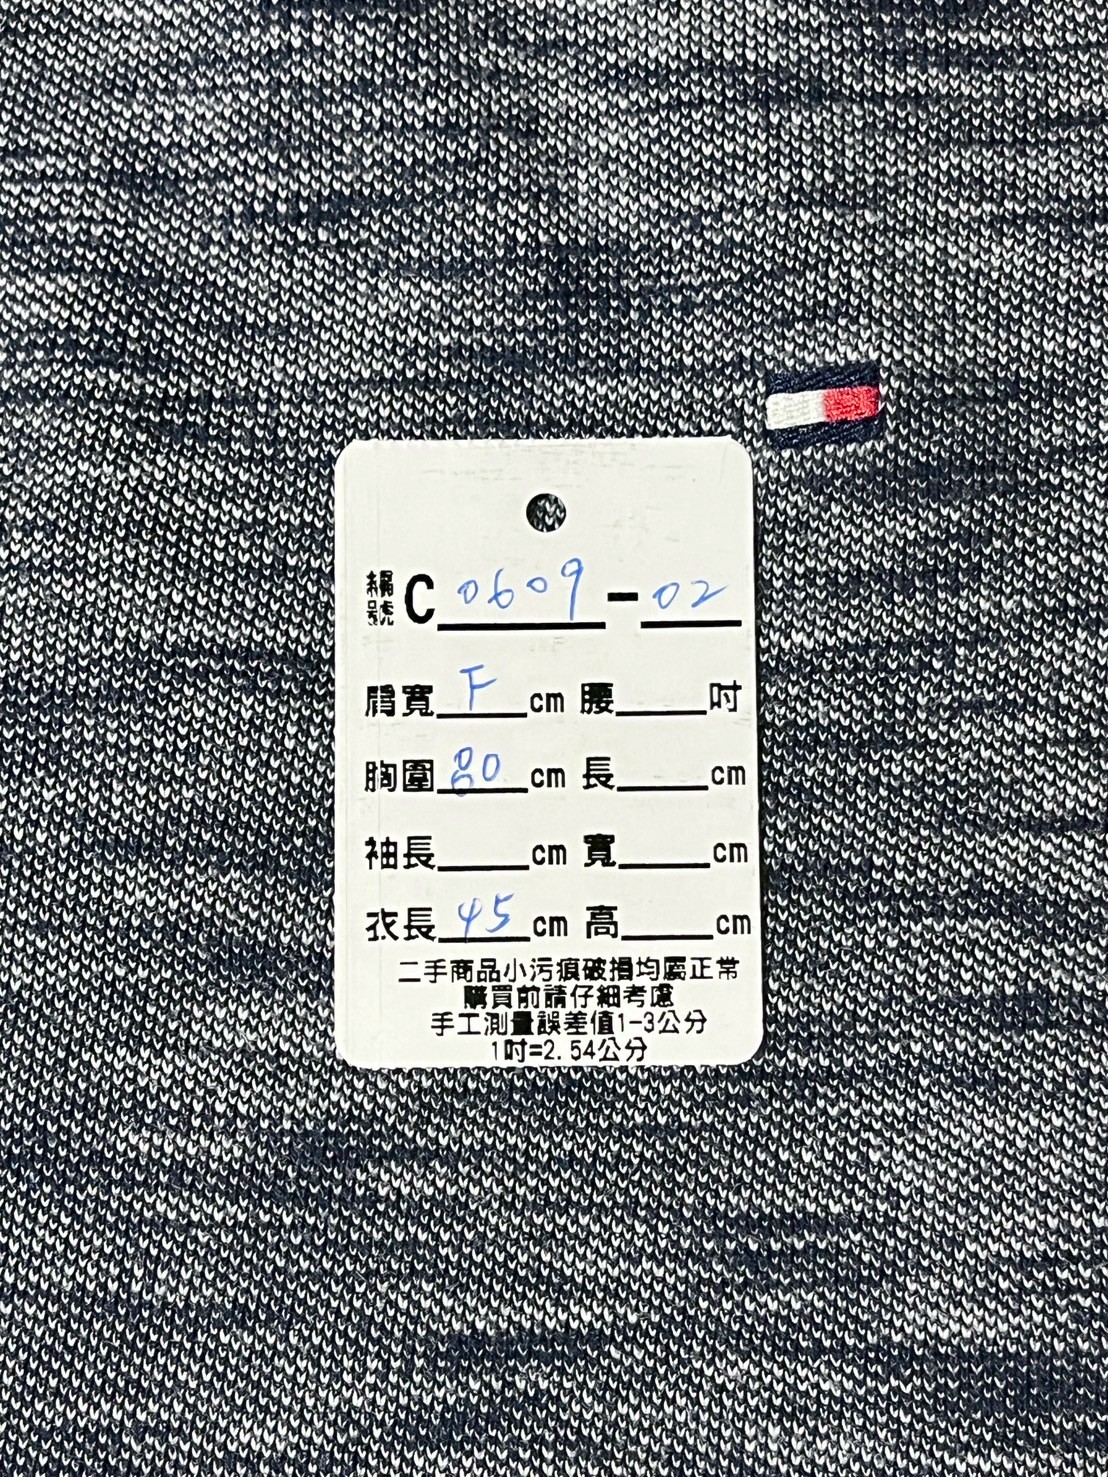 編號 C 0609 - 02
肩寬 F cm 腰 吋
胸圍 80 cm 長 cm
袖長 cm 寬 cm
衣長 45 cm 高 cm
二手商品小污痕破損均屬正常
購買前請仔細考慮
手工測量誤差值1-3公分
1吋=2.54公分